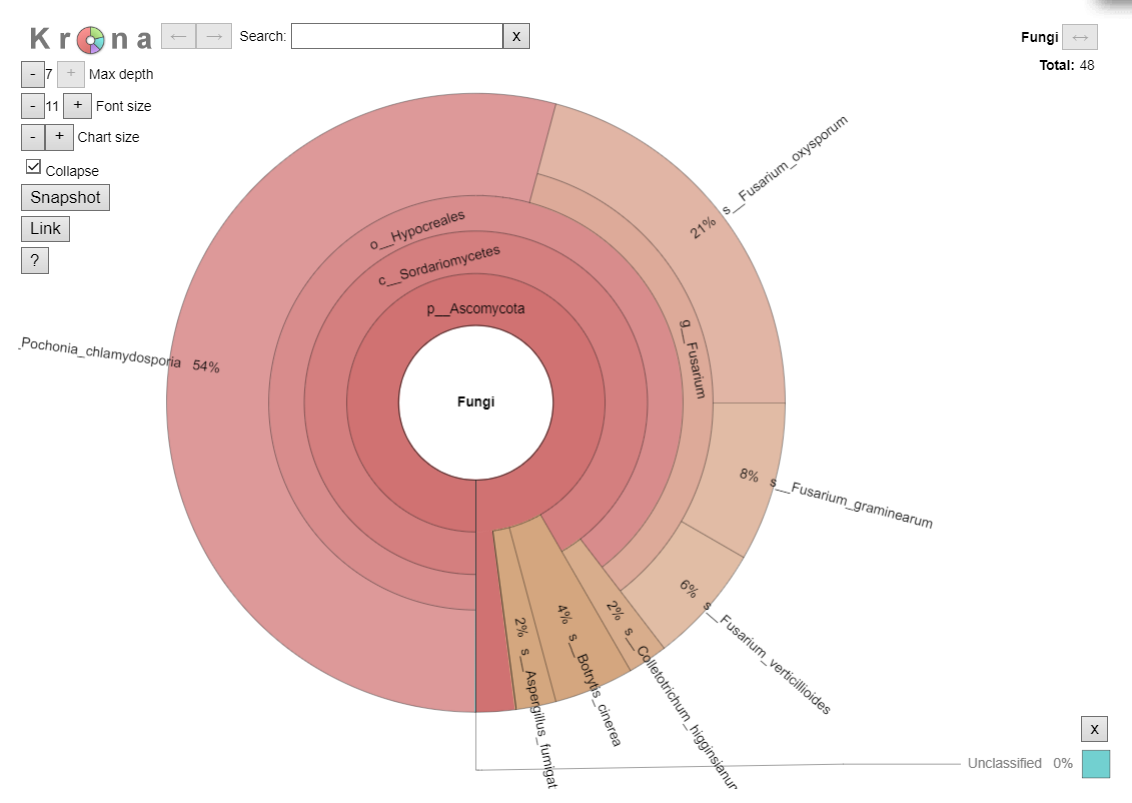 Krona ← → Search: x
Fungi ↔
Total: 48
- 7 + Max depth
- 11 + Font size
- + Chart size
Collapse
Snapshot
Link
?
s__Fusarium_oxysporum
21%
o__Hypocreales
c__Sordariomycetes
p__Ascomycota
g__Fusarium
Pochonia_chlamydosporia 54%
Fungi
8% s__Fusarium_graminearum
6% s__Fusarium_verticillioides
2% s__Colletotrichum_higginsianum
4% s__Botrytis_cinerea
2% s__Aspergillus_fumigat
x
Unclassified 0%